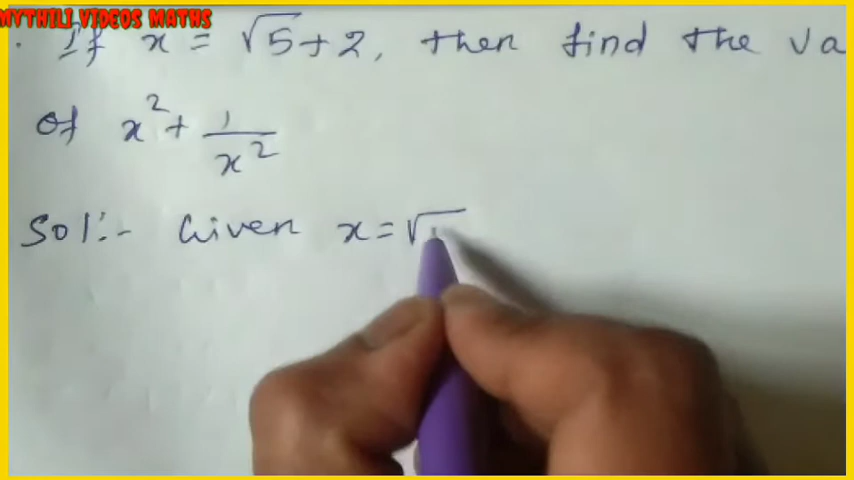 MYTHILI VIDEOS MATHS
. If x = √5+2, then find the va
of x² + 1/x²
Sol:- Given x = √